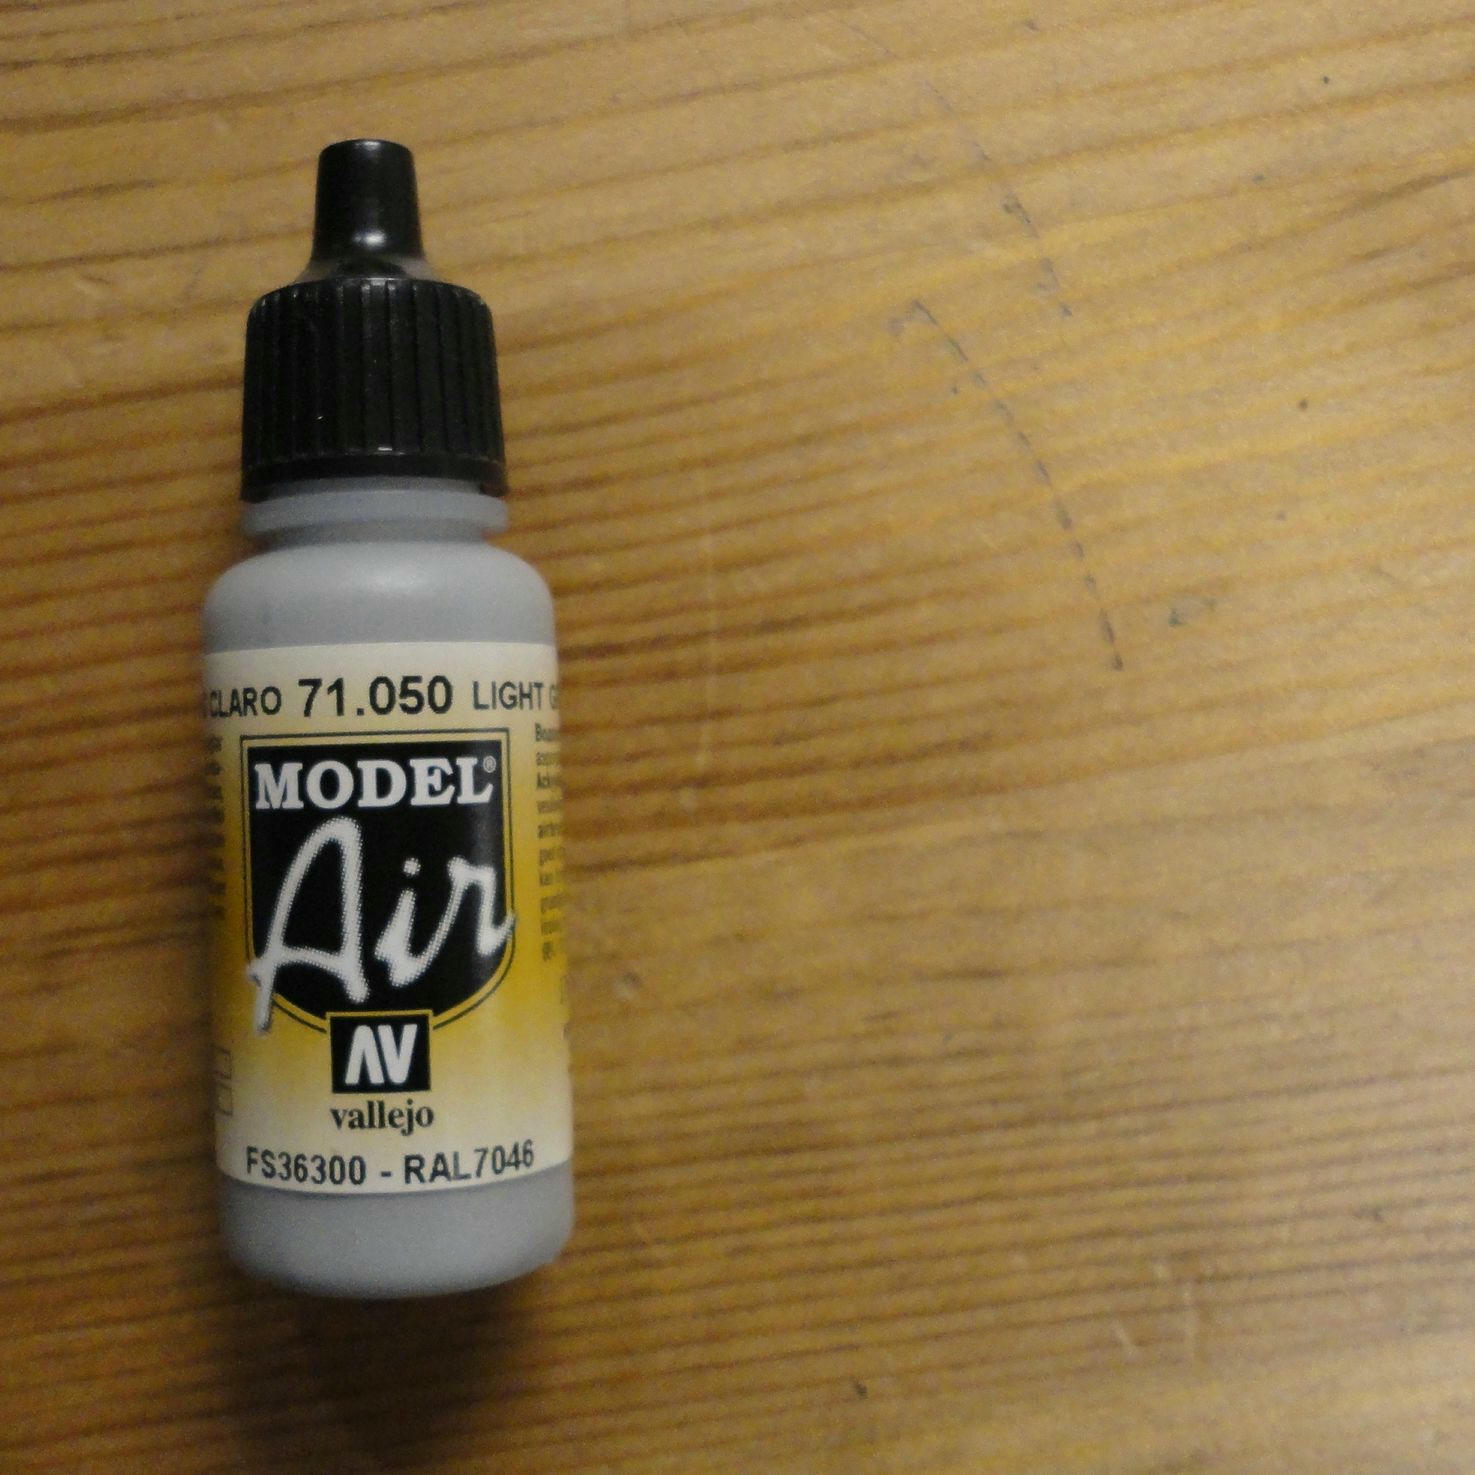 CLARO 71.050 LIGHT
MODEL®
Air
AV
vallejo
FS36300 - RAL7046